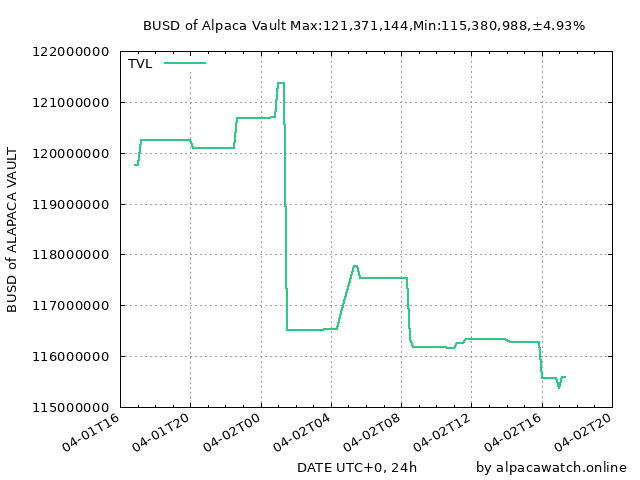 BUSD of Alpaca Vault Max:121,371,144,Min:115,380,988,±4.93%
TVL
122000000
121000000
120000000
119000000
118000000
117000000
116000000
115000000
BUSD of ALAPACA VAULT
04-01T16
04-01T20
04-02T00
04-02T04
04-02T08
04-02T12
04-02T16
04-02T20
DATE UTC+0, 24h
by alpacawatch.online